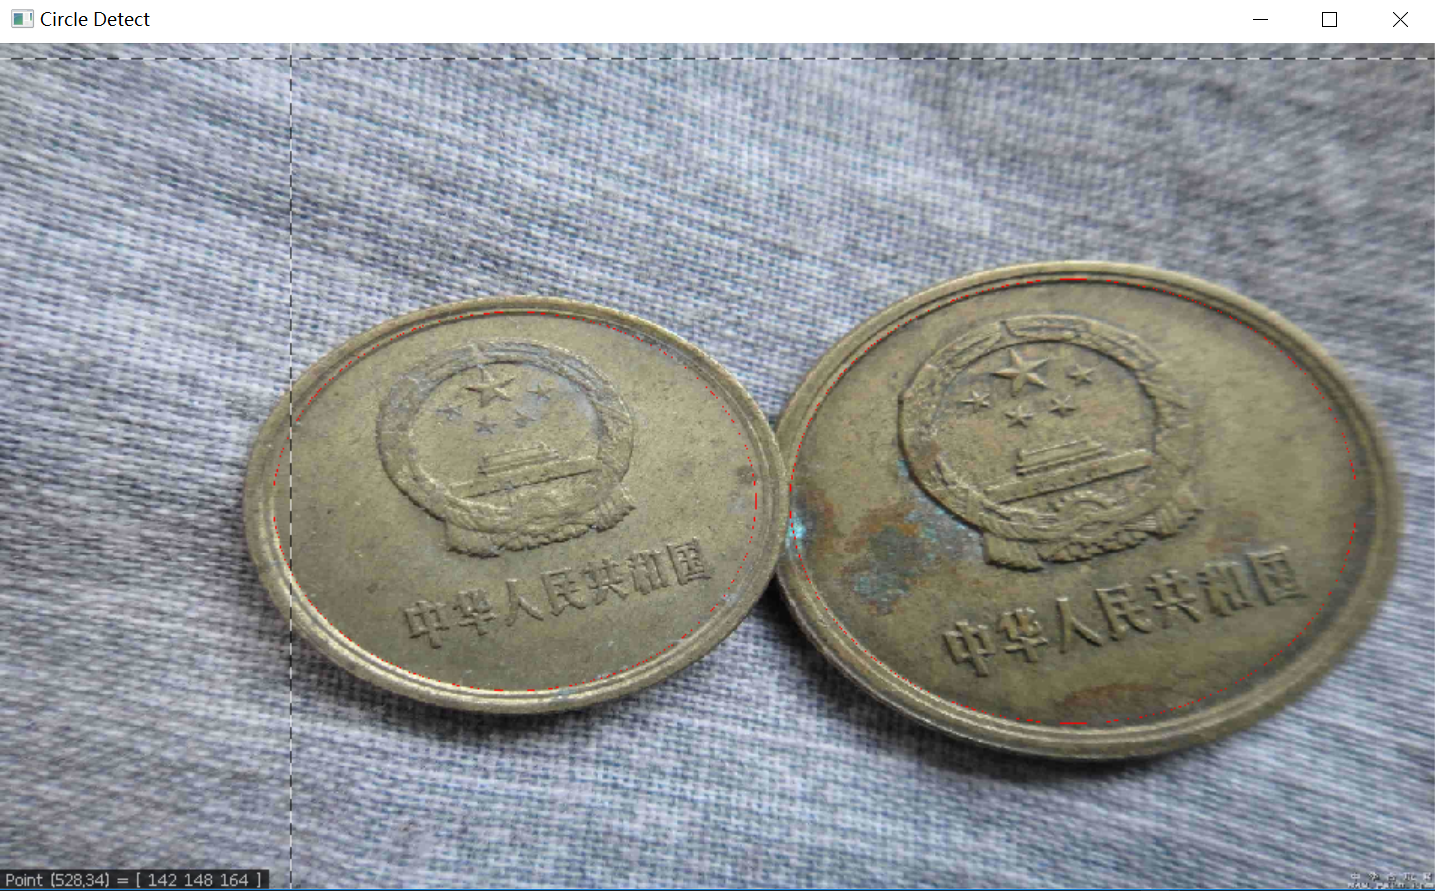 Circle Detect
中华人民共和国
中华人民共和国
Point (528,34) = [ 142 148 164 ]